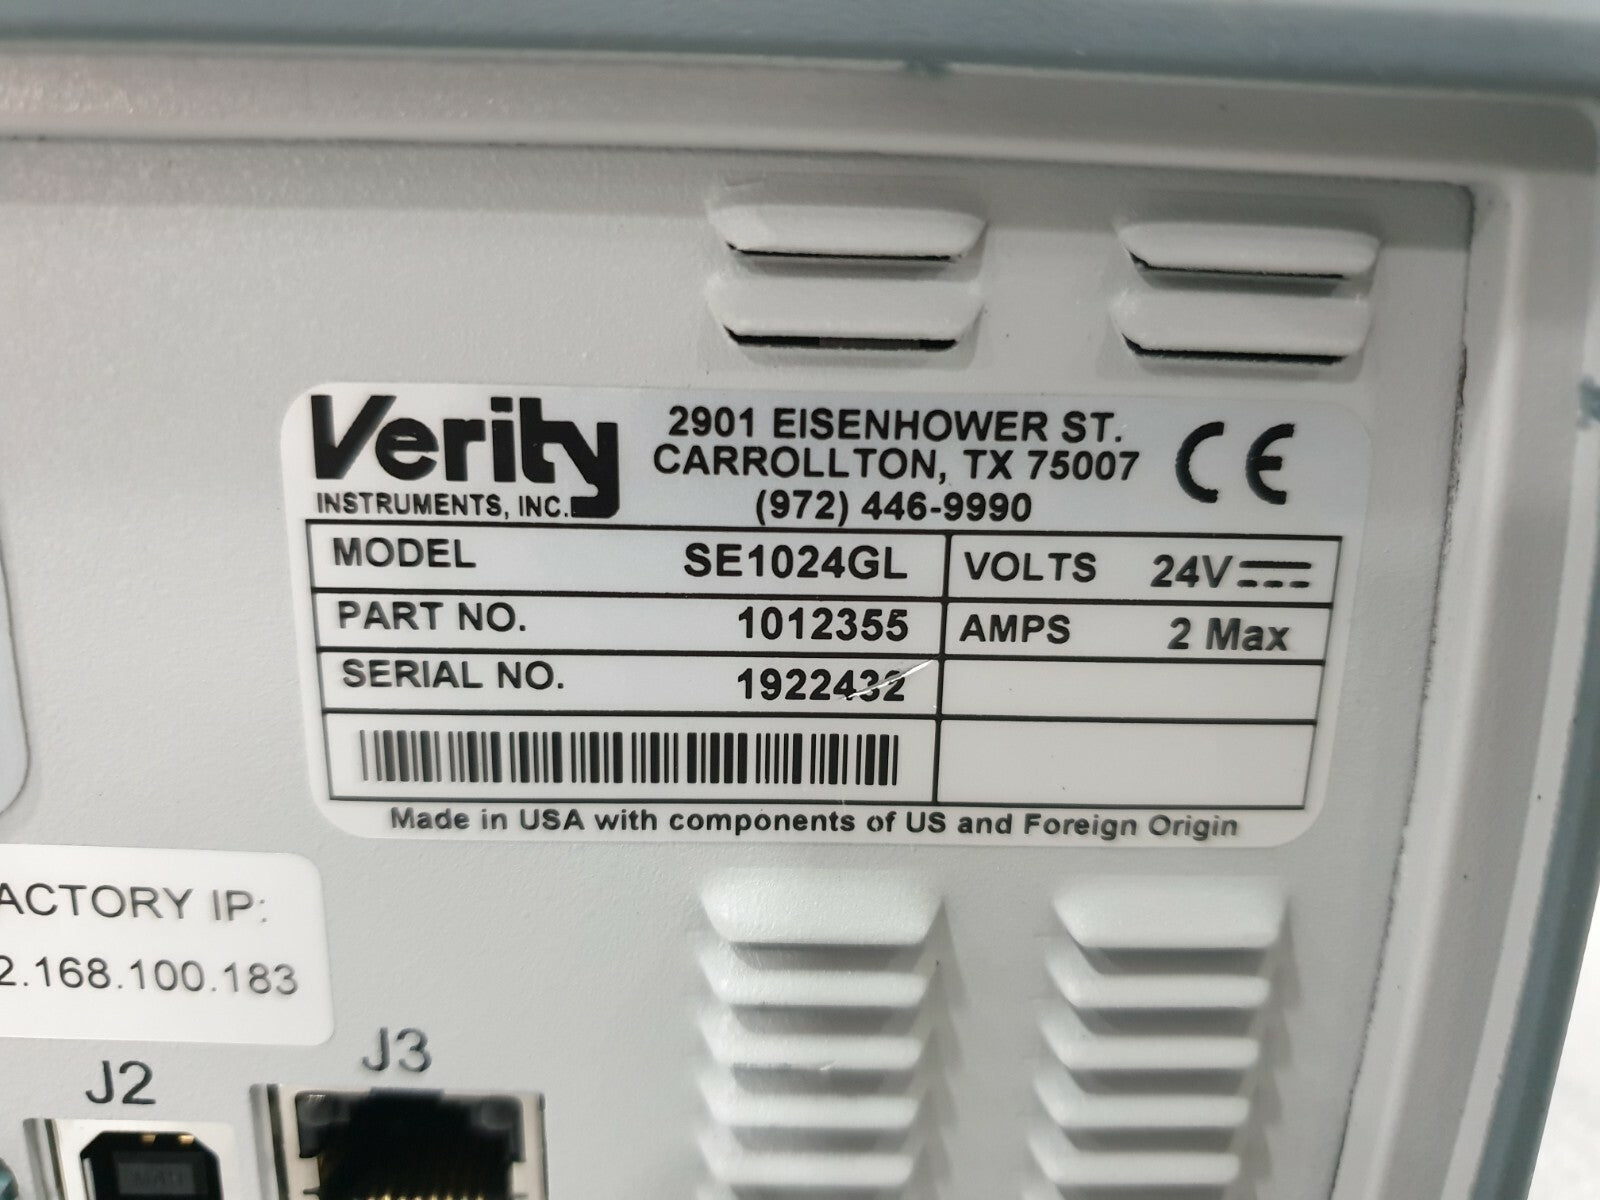 Verity
INSTRUMENTS, INC.
2901 EISENHOWER ST.
CARROLLTON, TX 75007
(972) 446-9990
CE
MODEL SE1024GL
VOLTS 24V
PART NO. 1012355
AMPS 2 Max
SERIAL NO. 1922432
Made in USA with components of US and Foreign Origin
ACTORY IP:
2.168.100.183
J2
J3